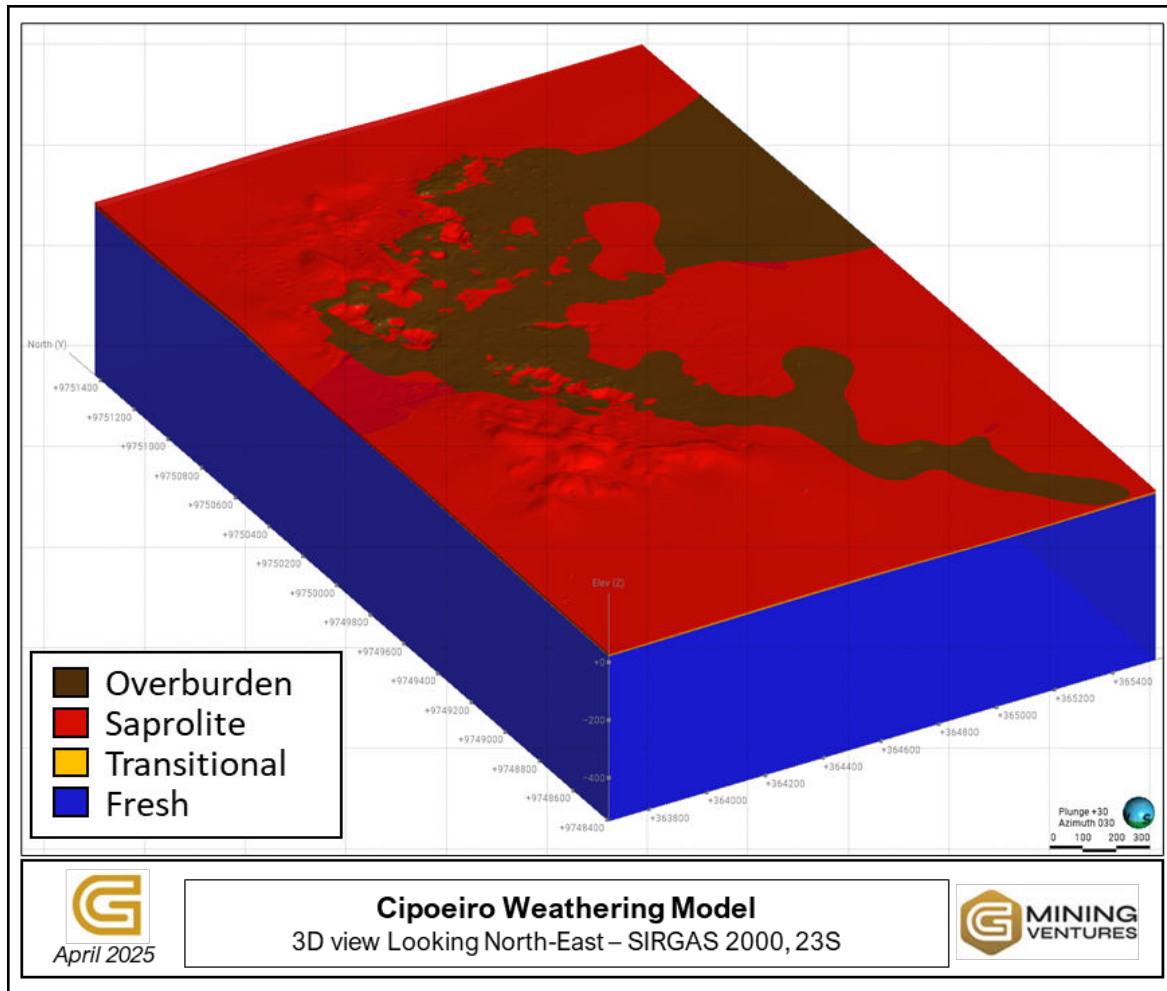 North (Y)
+9751400
+9751200
+9751000
+9750800
+9750600
+9750400
+9750200
+9750000
+9749800
+9749600
+9749400
+9749200
+9749000
+9748800
+9748600
+9748400
Elev (Z)
+0
-200
-400
+363800
+364000
+364200
+364400
+364600
+364800
+365000
+365200
+365400
Overburden
Saprolite
Transitional
Fresh
Plunge +30
Azimuth 030
0 100 200 300
April 2025
Cipoeiro Weathering Model
3D view Looking North-East – SIRGAS 2000, 23S
G MINING
VENTURES